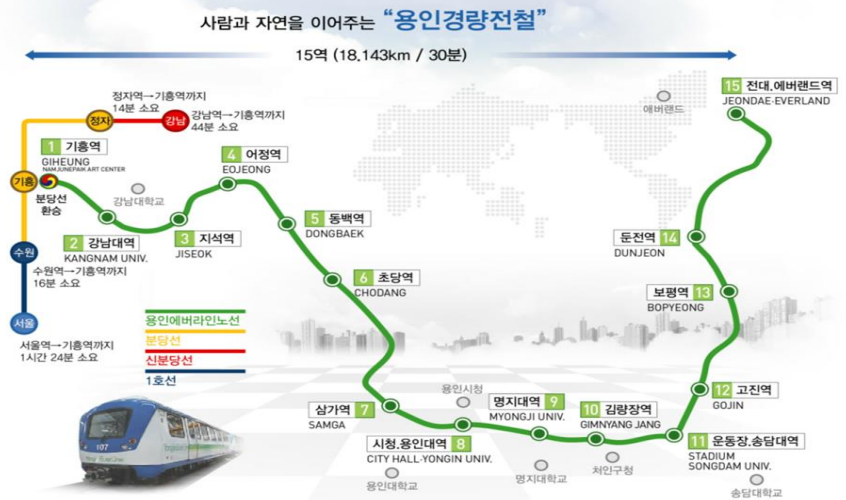 사람과 자연을 이어주는 "용인경량전철"
15역 (18.143km / 30분)
정자역→기흥역까지
14분 소요
강남역→기흥역까지
44분 소요
정자
강남
1 기흥역
GIHEUNG
NAMJUNEPAIK ART CENTER
기흥
분당선
환승
강남대학교
2 강남대역
KANGNAM UNIV.
3 지석역
JISEOK
4 어정역
EOJEONG
5 동백역
DONGBAEK
6 초당역
CHODANG
수원
수원역→기흥역까지
16분 소요
서울
서울역→기흥역까지
1시간 24분 소요
용인에버라인노선
분당선
신분당선
1호선
107
삼가역 7
SAMGA
용인시청
시청.용인대역 8
CITY HALL·YONGIN UNIV.
용인대학교
명지대역 9
MYONGJI UNIV.
명지대학교
10 김량장역
GIMNYANG JANG
처인구청
11 운동장.송담대역
STADIUM
SONGDAM UNIV.
송담대학교
12 고진역
GOJIN
보평역 13
BOPYEONG
둔전역 14
DUNJEON
에버랜드
15 전대.에버랜드역
JEONDAE·EVERLAND